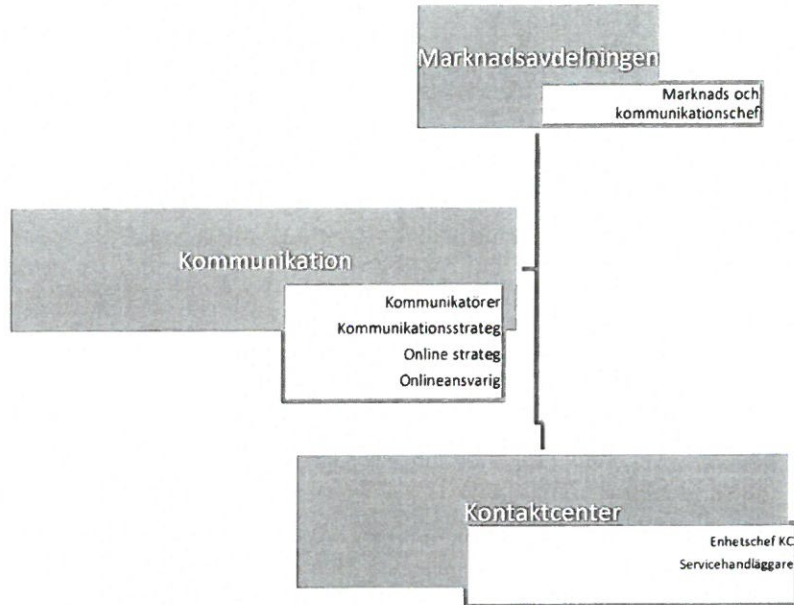 Marknadsavdelningen
Marknads och
kommunikationschef
Kommunikation
Kommunikatörer
Kommunikationsstrateg
Online strateg
Onlineansvarig
Kontaktcenter
Enhetschef KC
Servicehandläggare